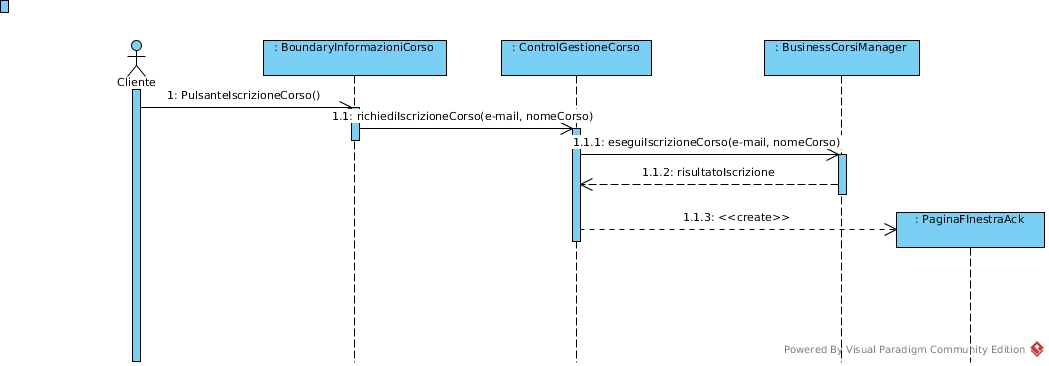 : BoundaryInformazioniCorso
: ControlGestioneCorso
: BusinessCorsiManager
Cliente
1: PulsanteIscrizioneCorso()
1.1: richiediIscrizioneCorso(e-mail, nomeCorso)
1.1.1: eseguiIscrizioneCorso(e-mail, nomeCorso)
1.1.2: risultatoIscrizione
1.1.3: <<create>>
: PaginaFInestraAck
Powered By Visual Paradigm Community Edition